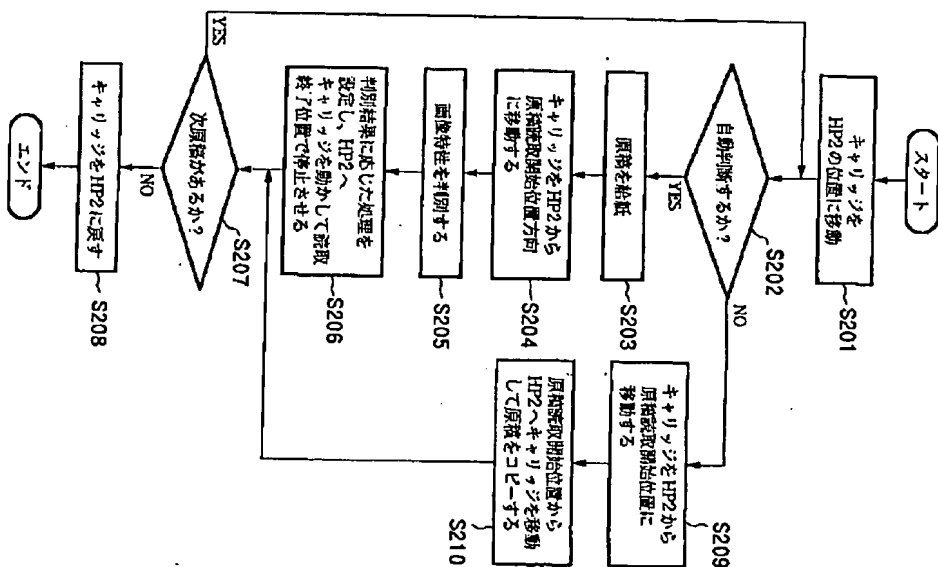 スタート
キャリッジを
HP2の位置に移動
S201
自動判断するか?
S202
YES
NO
原稿を給紙
S203
キャリッジをHP2から
原稿読取開始位置方向
に移動する
S204
画像特性を判別する
S205
判別結果に応じた処理を
設定し、HP2へ
キャリッジを動かして読取
終了位置で停止させる
S206
次原稿があるか?
S207
YES
NO
キャリッジをHP2に戻す
S208
エンド
キャリッジをHP2から
原稿読取開始位置に
移動する
S209
原稿読取開始位置から
HP2へキャリッジを移動
して原稿をコピーする
S210